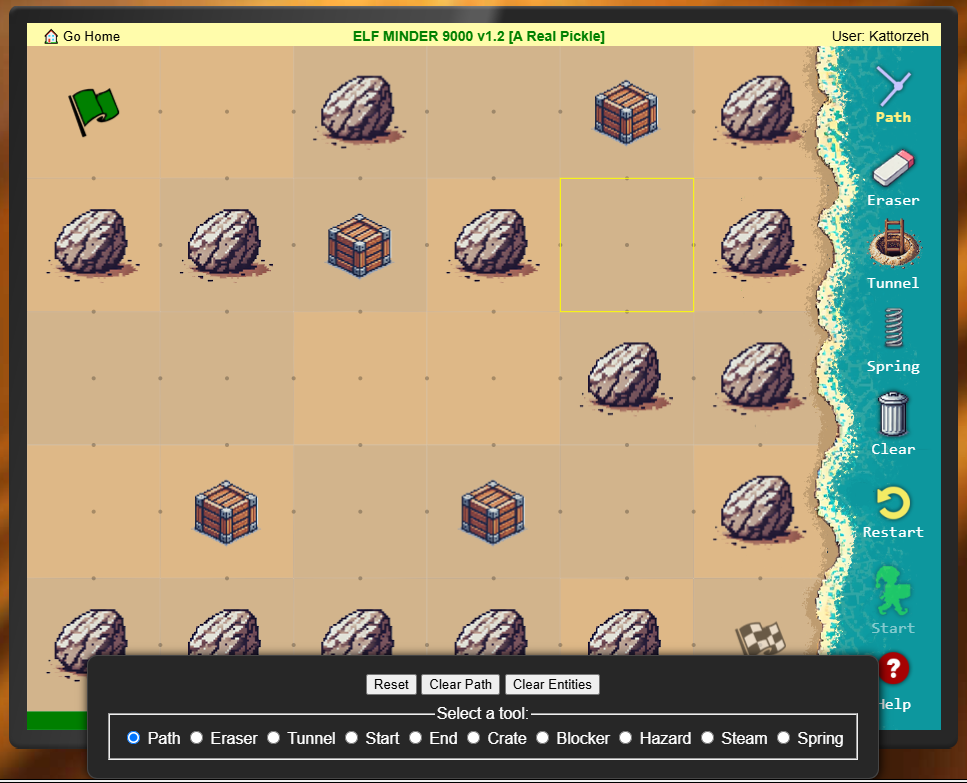 Go Home
ELF MINDER 9000 v1.2 [A Real Pickle]
User: Kattorzeh
Path
Eraser
Tunnel
Spring
Clear
Restart
Start
?
Help
Reset
Clear Path
Clear Entities
Select a tool:
Path
Eraser
Tunnel
Start
End
Crate
Blocker
Hazard
Steam
Spring